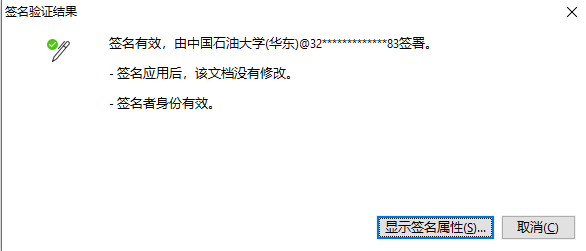 签名验证结果
签名有效，由中国石油大学(华东)@32*************83签署。
- 签名应用后，该文档没有修改。
- 签名者身份有效。
显示签名属性(S)...
取消(C)